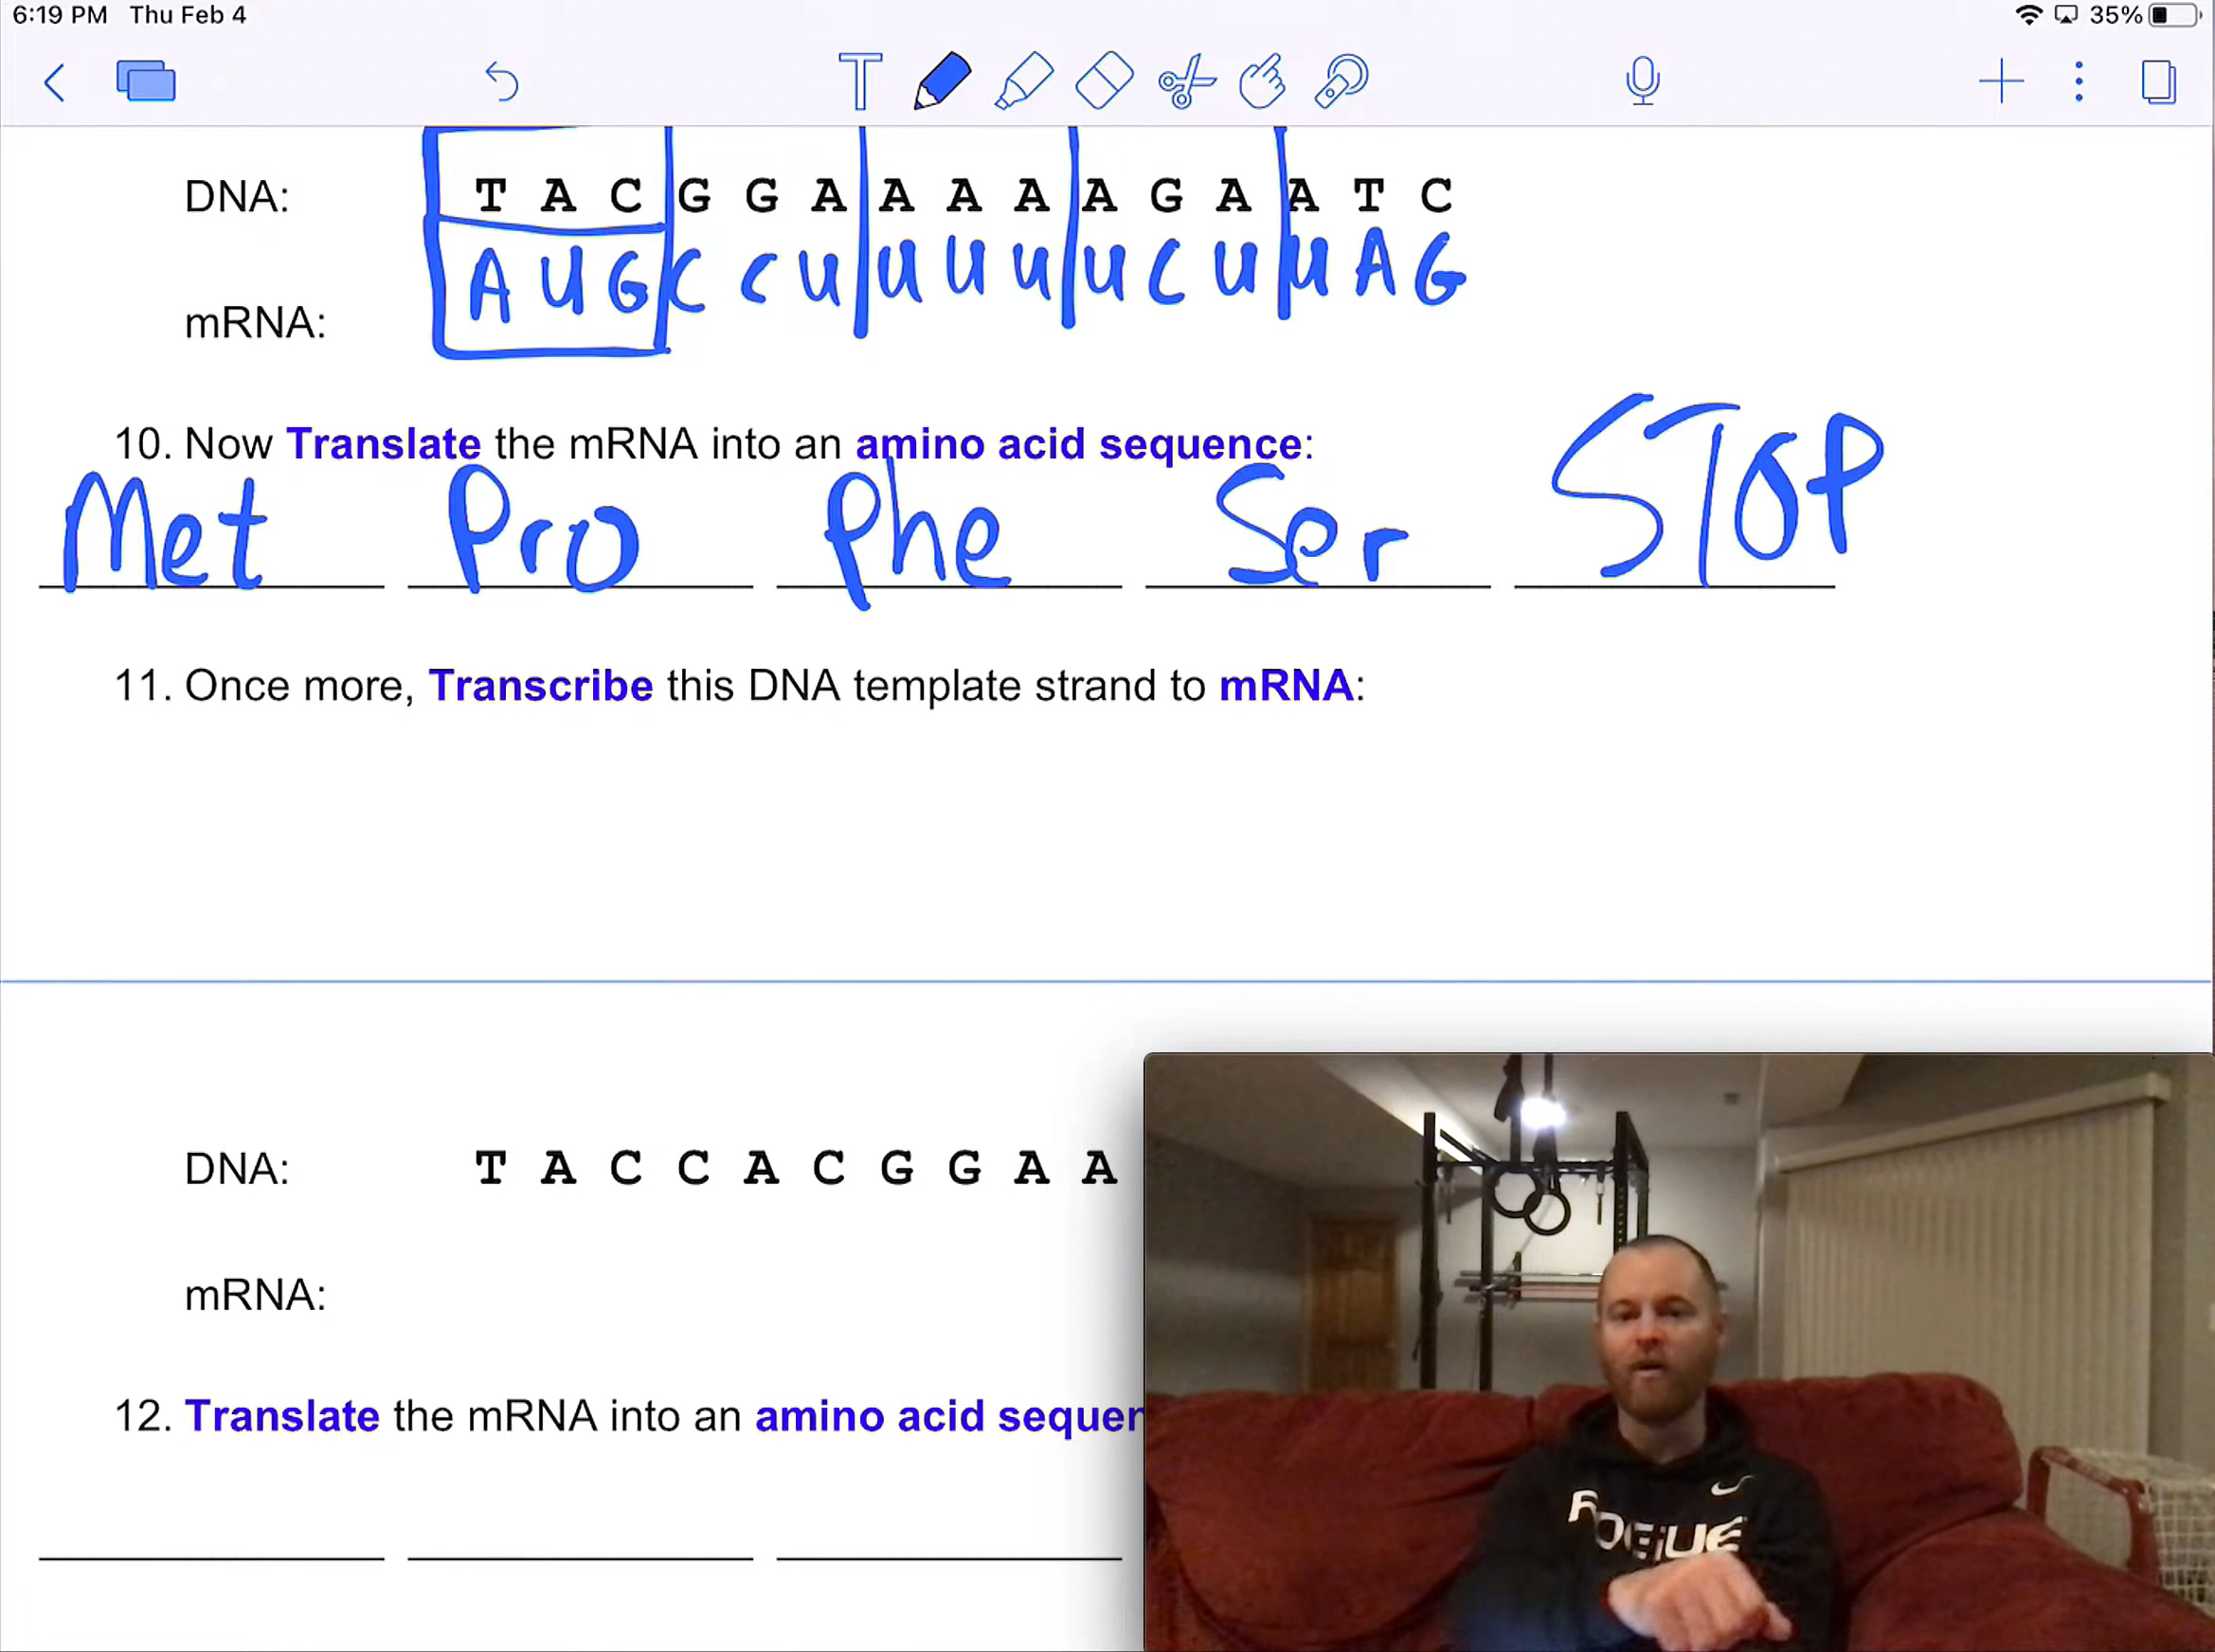 6:19 PM Thu Feb 4 35%
T
DNA: T A C G G A A A A A G A A T C
A U G C C U U U U U C U U A G
mRNA:
10. Now Translate the mRNA into an amino acid sequence:
Met Pro Phe Ser STOP
11. Once more, Transcribe this DNA template strand to mRNA:
DNA: T A C C A C G G A A
mRNA:
12. Translate the mRNA into an amino acid sequen
ROGUE